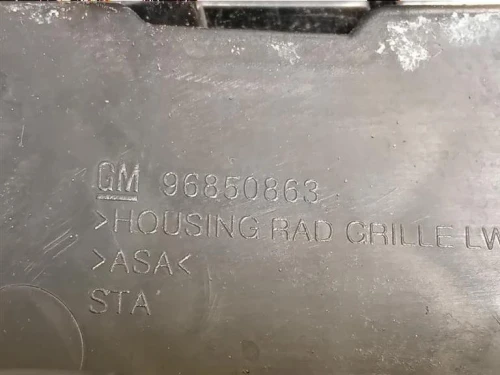 GM 96850863
>HOUSING RAD GRILLE LW
>ASA<
STA